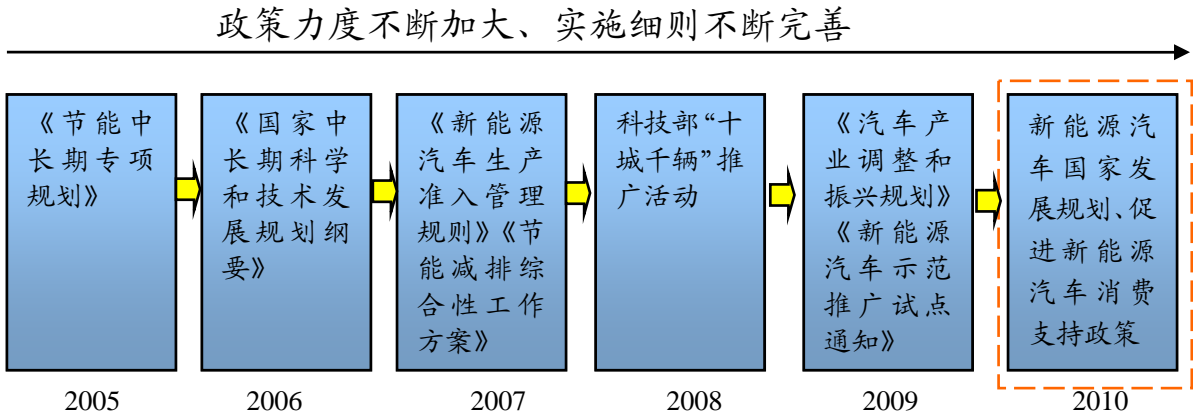 政策力度不断加大、实施细则不断完善
《节能中
长期专项
规划》
《国家中
长期科学
和技术发
展规划纲
要》
《新能源
汽车生产
准入管理
规则》《节
能减排综
合性工作
方案》
科技部“十
城千辆”推
广活动
《汽车产
业调整和
振兴规划》
《新能源
汽车示范
推广试点
通知》
新能源汽
车国家发
展规划、促
进新能源
汽车消费
支持政策
2005
2006
2007
2008
2009
2010